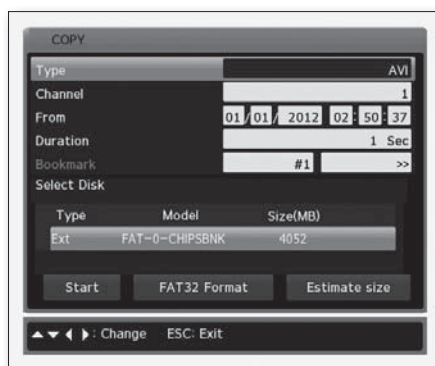 COPY
Type AVI
Channel 1
From 01/01/ 2012 02:50:37
Duration 1 Sec
Bookmark #1 >>
Select Disk
Type Model Size(MB)
Ext FAT-0-CHIPSBNK 4052
Start FAT32 Format Estimate size
▲▼◀▶: Change ESC: Exit